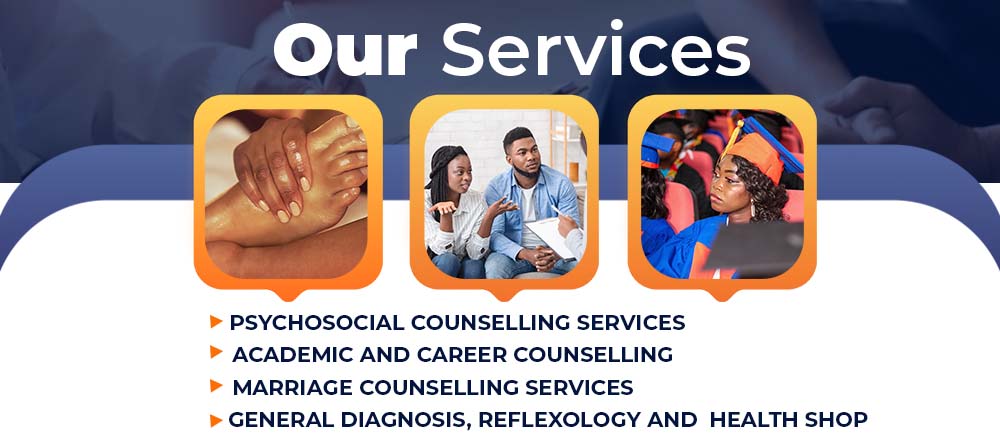 Our Services
PSYCHOSOCIAL COUNSELLING SERVICES
ACADEMIC AND CAREER COUNSELLING
MARRIAGE COUNSELLING SERVICES
GENERAL DIAGNOSIS, REFLEXOLOGY AND HEALTH SHOP